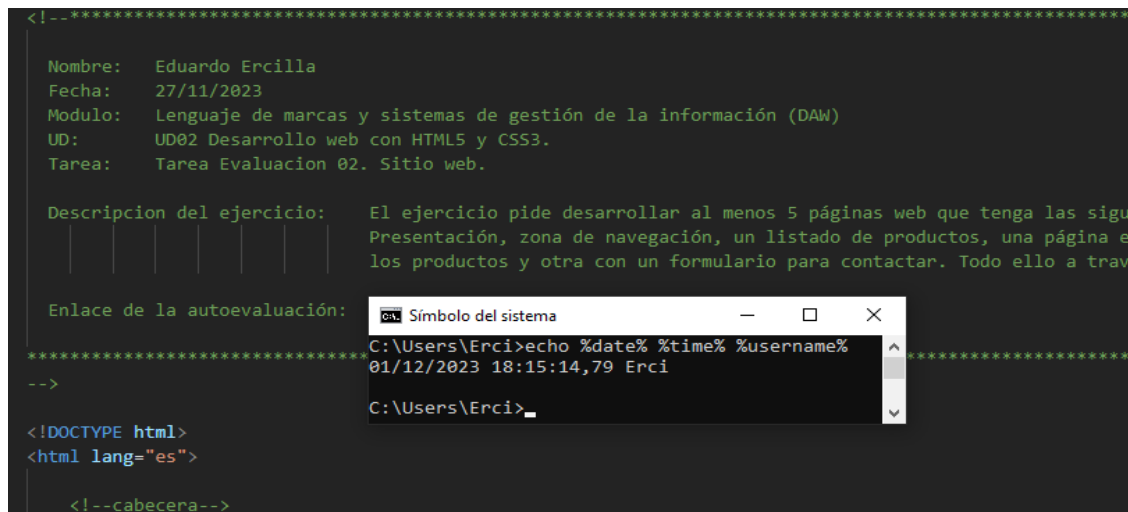 <!--****************************************************************************************************
Nombre: Eduardo Ercilla
Fecha: 27/11/2023
Modulo: Lenguaje de marcas y sistemas de gestión de la información (DAW)
UD: UD02 Desarrollo web con HTML5 y CSS3.
Tarea: Tarea Evaluacion 02. Sitio web.
Descripcion del ejercicio: El ejercicio pide desarrollar al menos 5 páginas web que tenga las sigu
Presentación, zona de navegación, un listado de productos, una página e
los productos y otra con un formulario para contactar. Todo ello a trav
Enlace de la autoevaluación:
Símbolo del sistema
C:\Users\Erci>echo %date% %time% %username%
01/12/2023 18:15:14,79 Erci
C:\Users\Erci>
********************************
*********************
-->
<!DOCTYPE html>
<html lang="es">
<!--cabecera-->